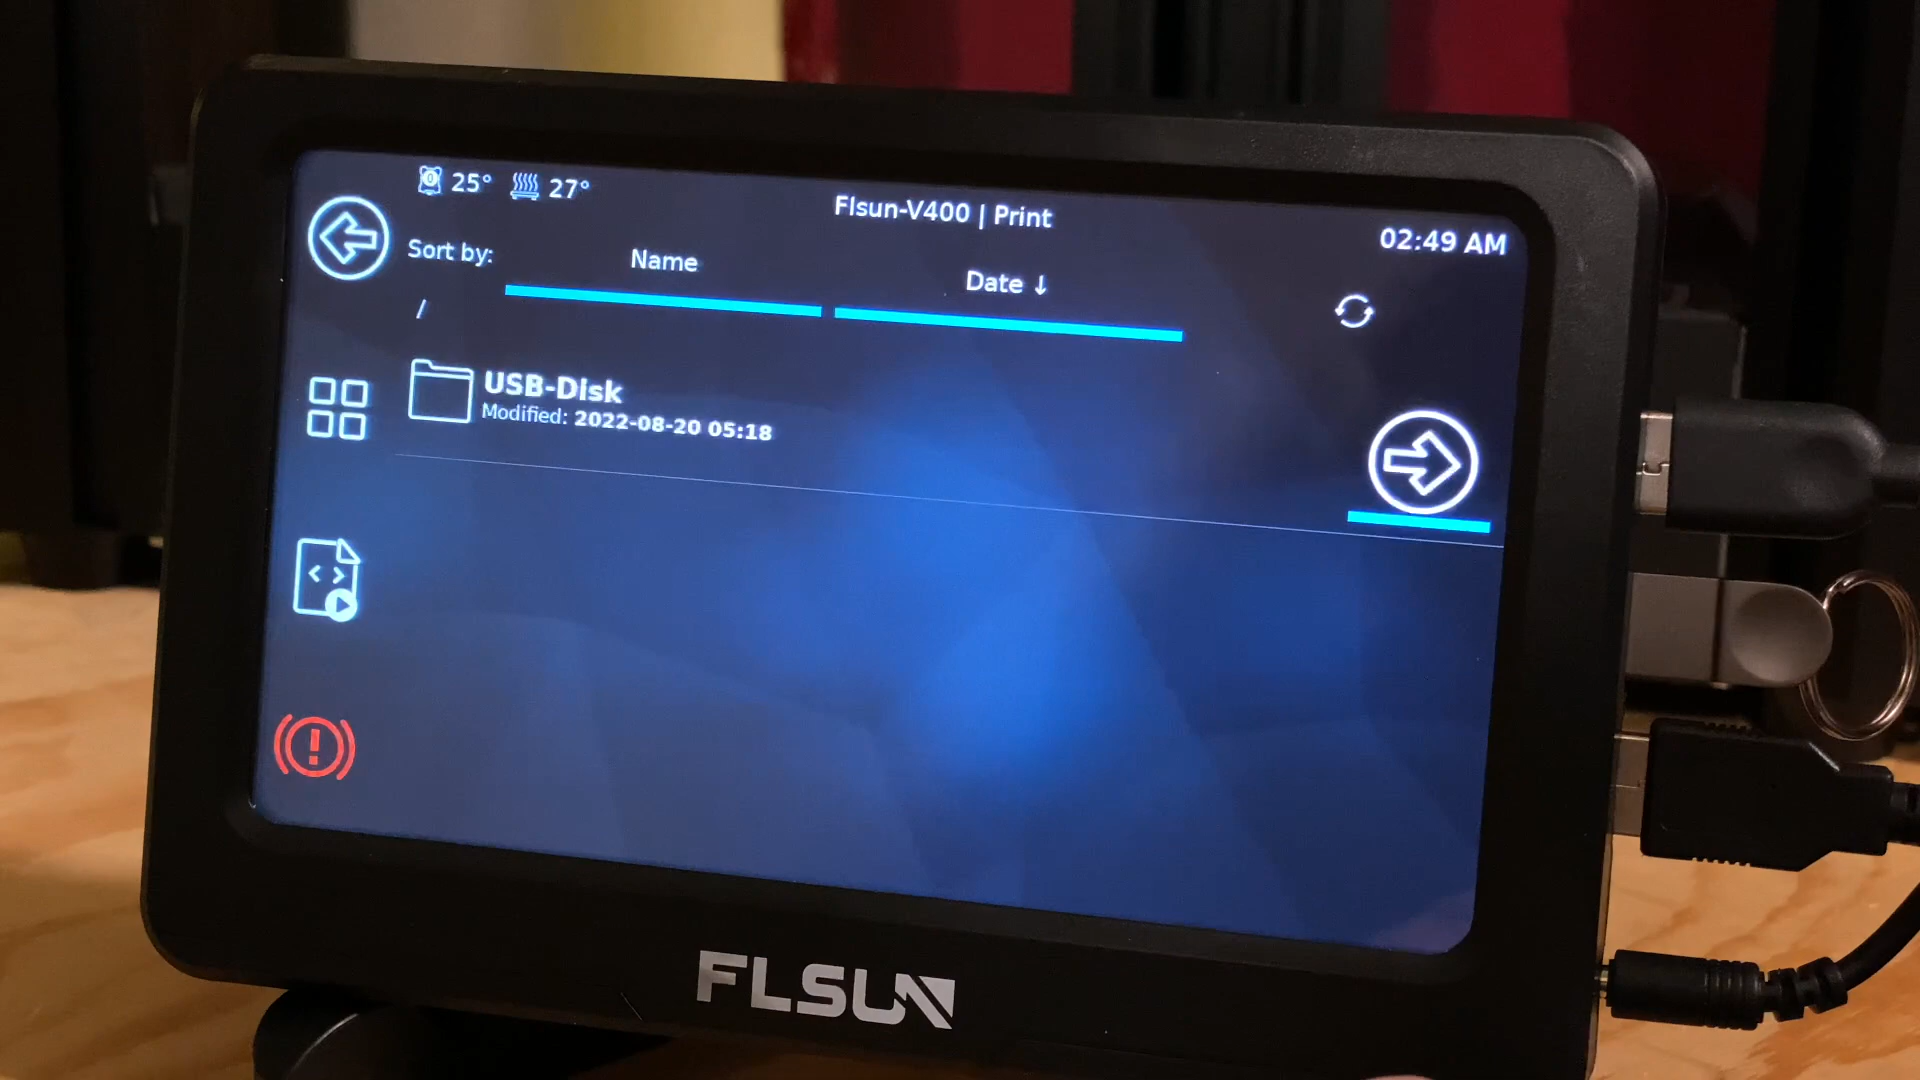 25° 27°
Flsun-V400 | Print
02:49 AM
Sort by:
Name
Date ↓
/
USB-Disk
Modified: 2022-08-20 05:18
FLSUN